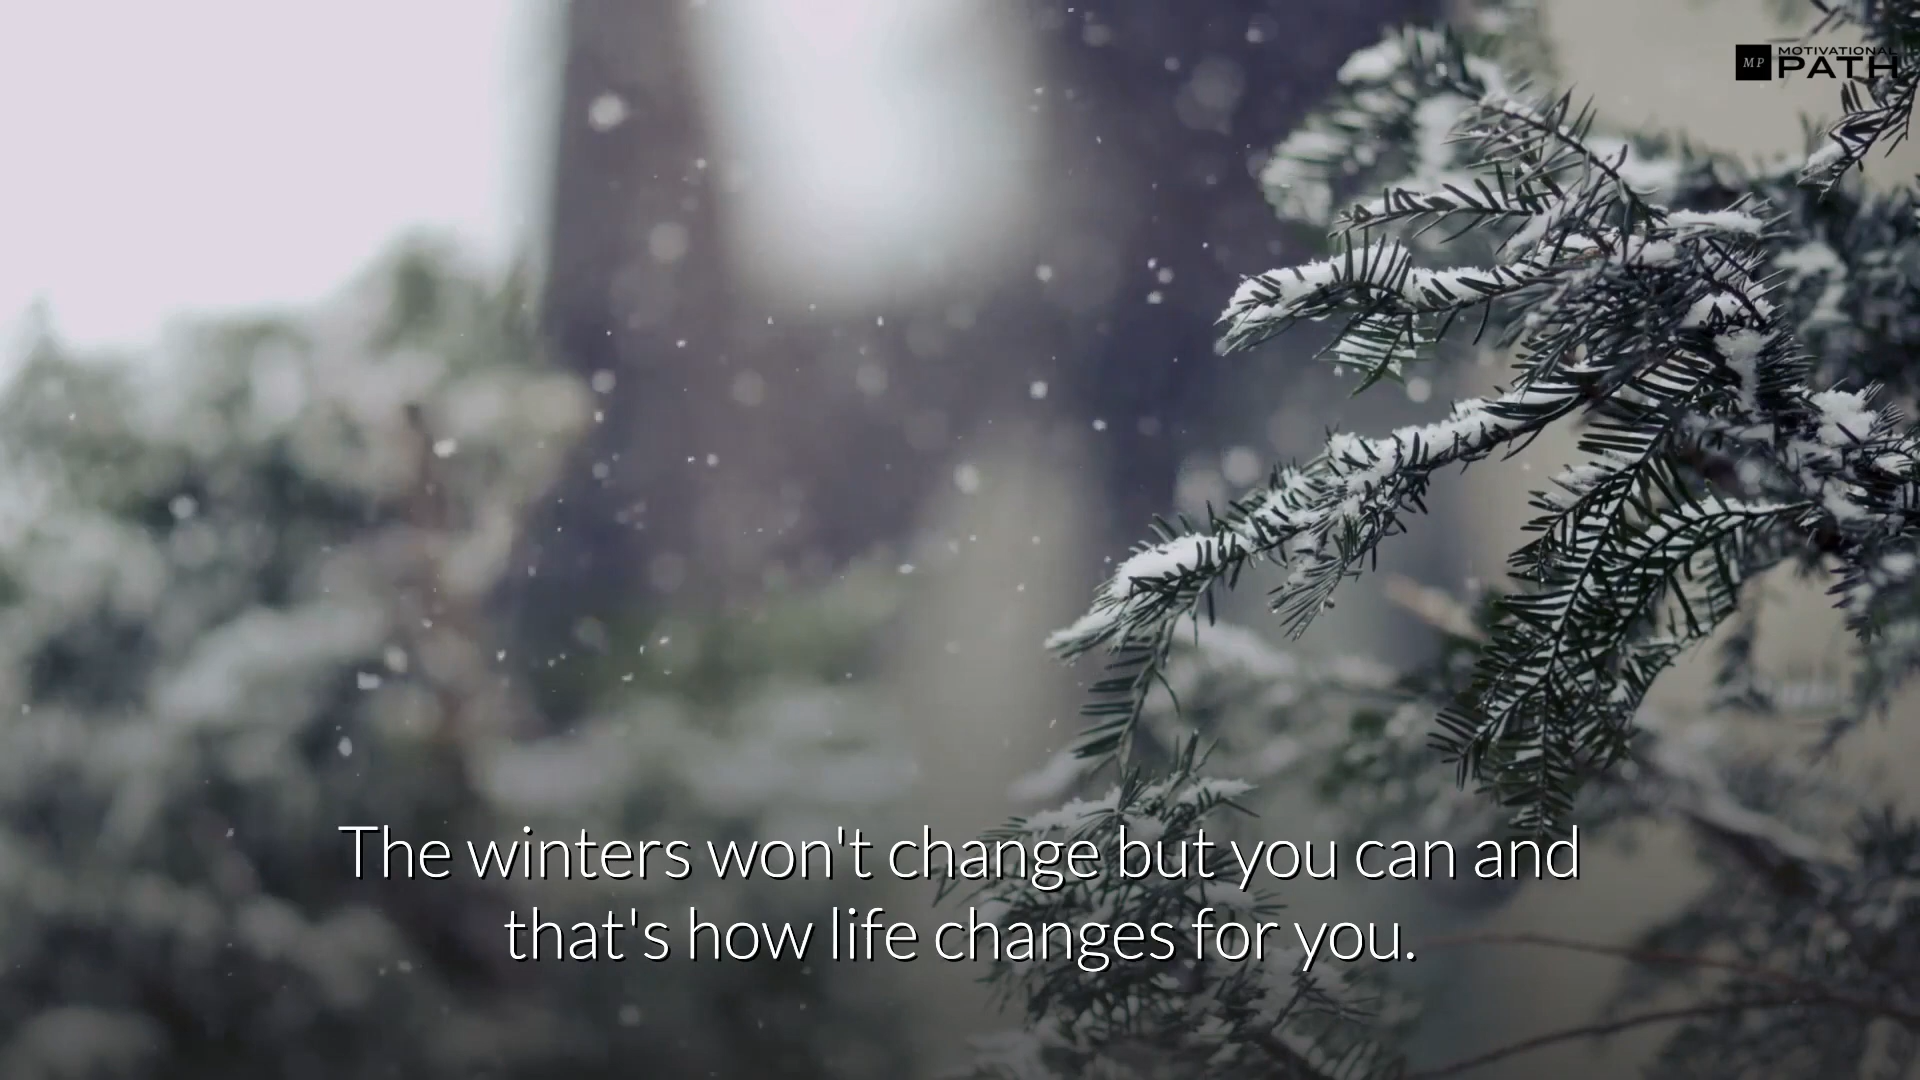 MP
MOTIVATIONAL
PATH
The winters won't change but you can and
that's how life changes for you.